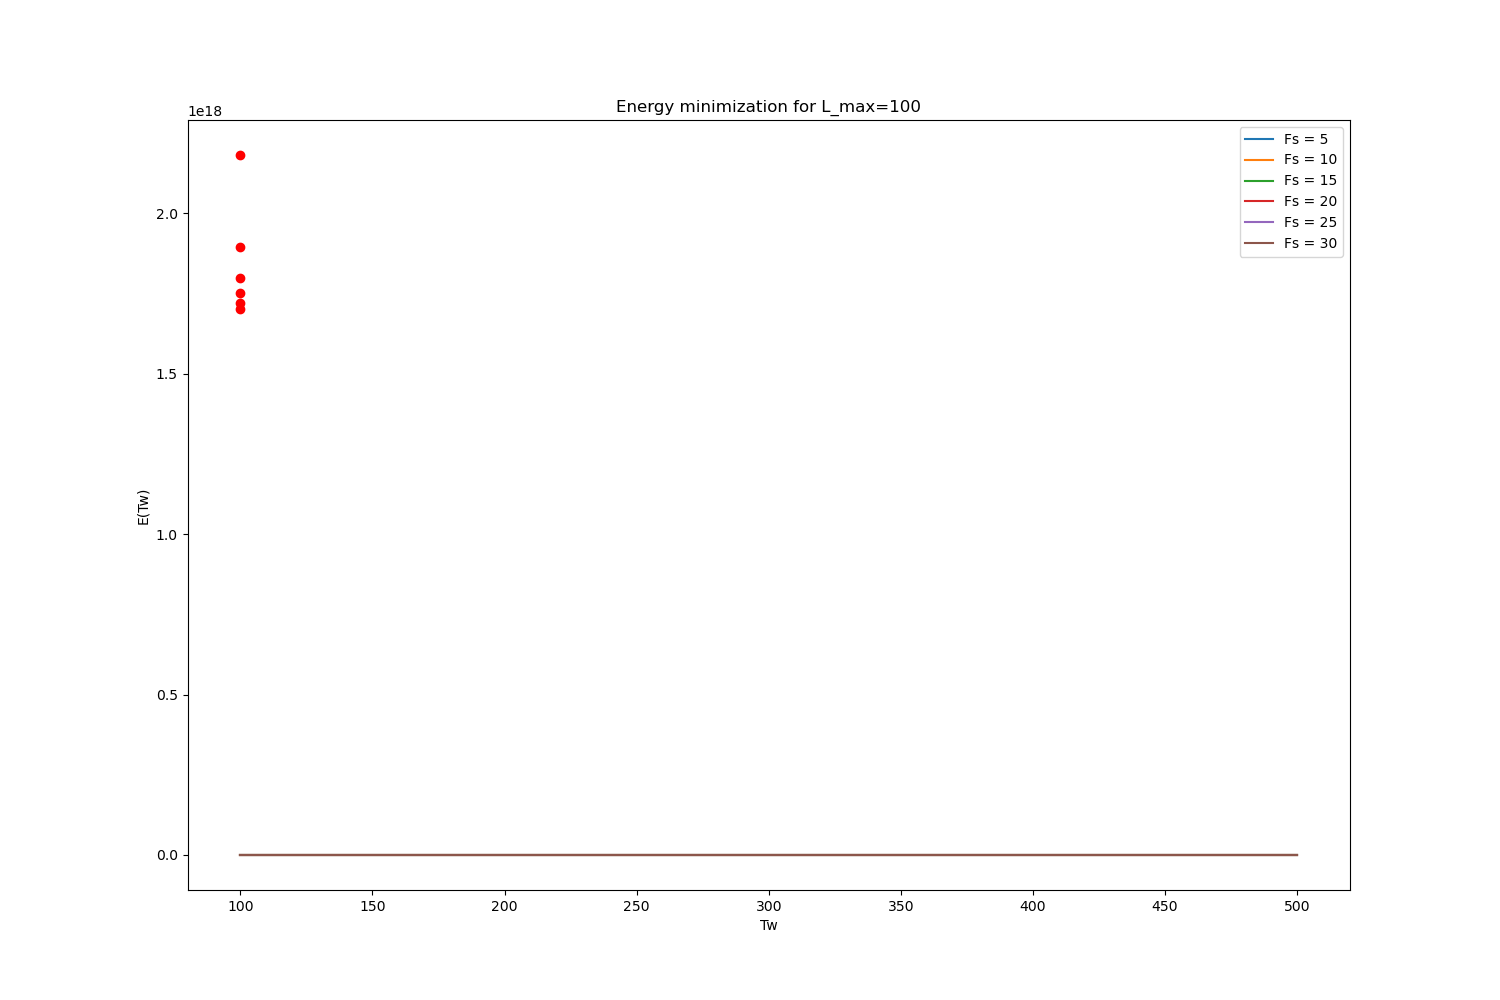 Energy minimization for L_max=100
1e18
Fs = 5
Fs = 10
Fs = 15
Fs = 20
Fs = 25
Fs = 30
2.0
1.5
1.0
0.5
0.0
E(Tw)
100 150 200 250 300 350 400 450 500
Tw